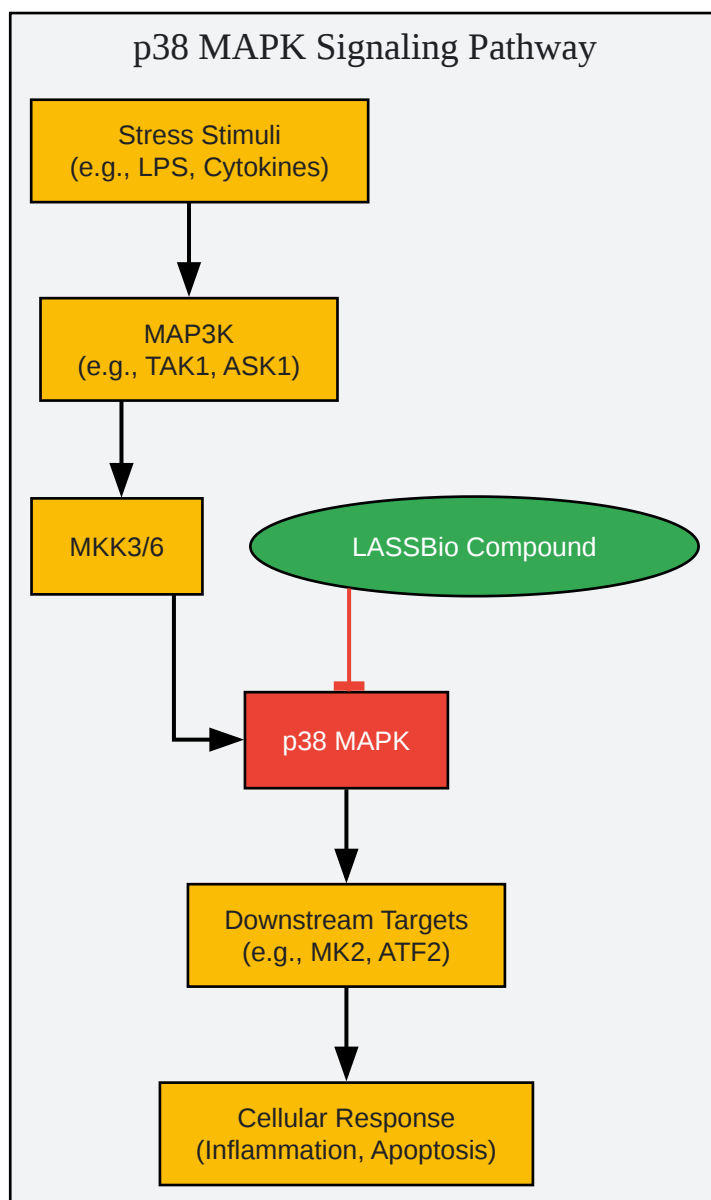 p38 MAPK Signaling Pathway
Stress Stimuli
(e.g., LPS, Cytokines)
MAP3K
(e.g., TAK1, ASK1)
MKK3/6
LASSBio Compound
p38 MAPK
Downstream Targets
(e.g., MK2, ATF2)
Cellular Response
(Inflammation, Apoptosis)